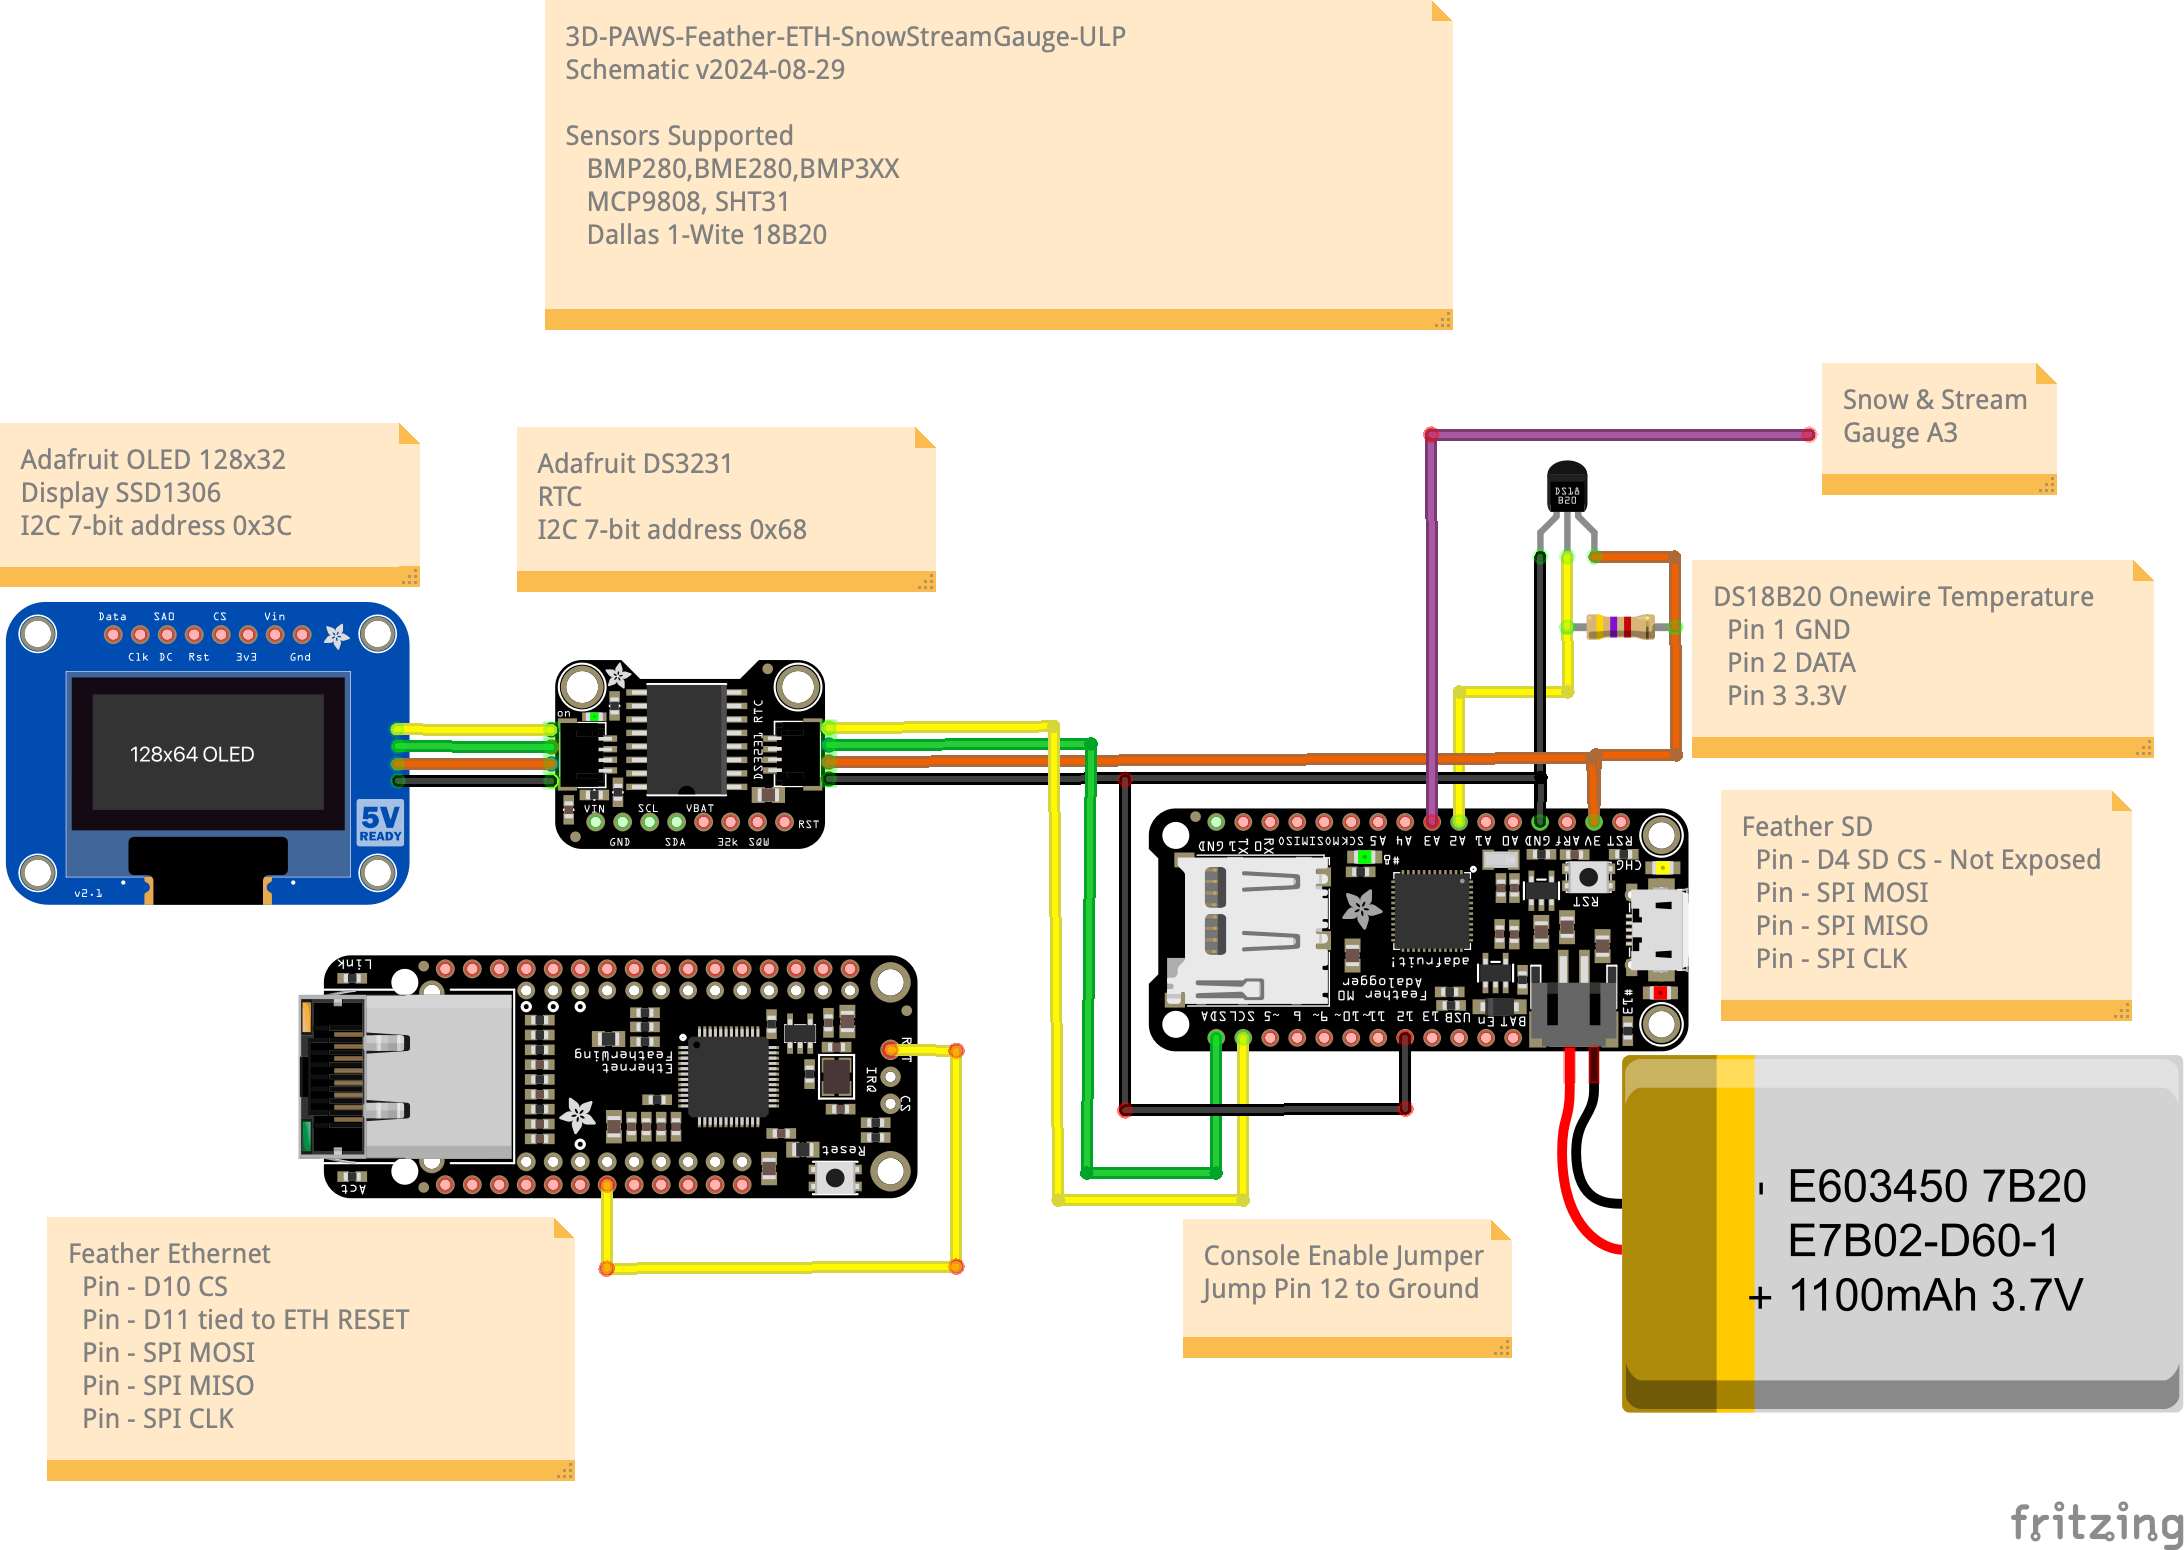 3D-PAWS-Feather-ETH-SnowStreamGauge-ULP
Schematic v2024-08-29
Sensors Supported
BMP280,BME280,BMP3XX
MCP9808, SHT31
Dallas 1-Wite 18B20
Snow & Stream
Gauge A3
Adafruit OLED 128x32
Display SSD1306
I2C 7-bit address 0x3C
Adafruit DS3231
RTC
I2C 7-bit address 0x68
DS18
B20
DS18B20 Onewire Temperature
Pin 1 GND
Pin 2 DATA
Pin 3 3.3V
Data SA0 CS Vin
Clk DC Rst 3v3 Gnd
128x64 OLED
5V
READY
v2.1
on
DS3231 RTC
VIN SCL VBAT RST
GND SDA 32k SQW
GND TX1 RX0 MISO MOSI SCK A5 A4 A3 A2 A1 A0 GND ARf 3V RST
#8
CHG
RST
adafruit!
Feather M0
Adalogger
#13
SDA SCL ~5 6 ~9 ~10 ~11 12 13 USB En BAT
Feather SD
Pin - D4 SD CS - Not Exposed
Pin - SPI MOSI
Pin - SPI MISO
Pin - SPI CLK
Link
Ethernet
FeatherWing
RST
IRQ
CS
Reset
Act
- E603450 7B20
E7B02-D60-1
+ 1100mAh 3.7V
Feather Ethernet
Pin - D10 CS
Pin - D11 tied to ETH RESET
Pin - SPI MOSI
Pin - SPI MISO
Pin - SPI CLK
Console Enable Jumper
Jump Pin 12 to Ground
fritzing